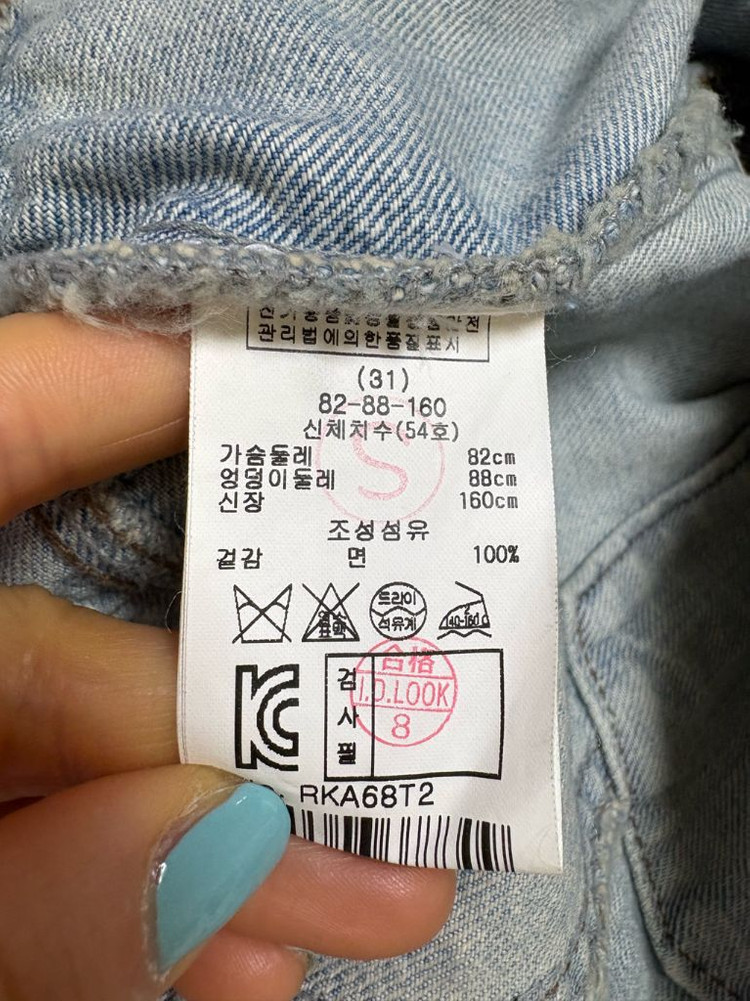 관리법에의한품질표시
(31)
82-88-160
신체치수(54호)
S
가슴둘레 82cm
엉덩이둘레 88cm
신장 160cm
조성섬유
겉감 면 100%
드라이
석유계
2
140-160℃
合格
I.D.LOOK
8
검
사
필
RKA68T2